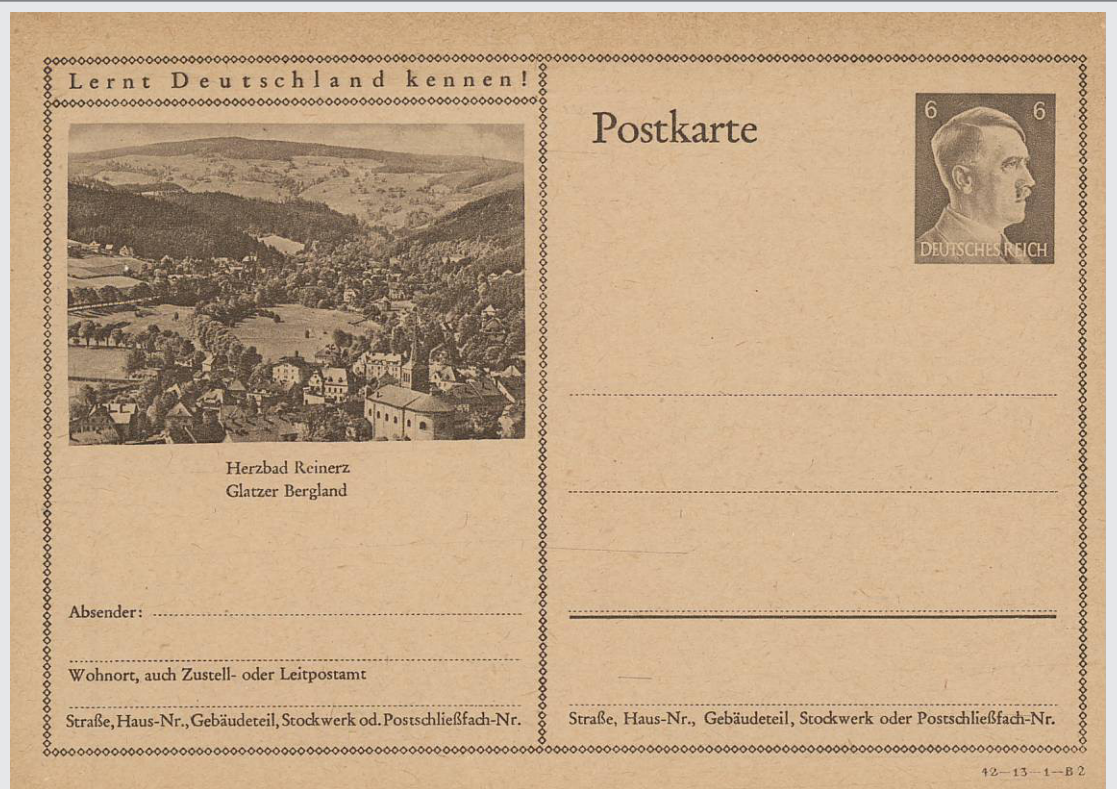 Lernt Deutschland kennen!
Herzbad Reinerz
Glatzer Bergland
Absender:
Wohnort, auch Zustell- oder Leitpostamt
Straße, Haus-Nr., Gebäudeteil, Stockwerk od. Postschließfach-Nr.
Postkarte
6 6
DEUTSCHES REICH
Straße, Haus-Nr., Gebäudeteil, Stockwerk oder Postschließfach-Nr.
42—13—1—B 2